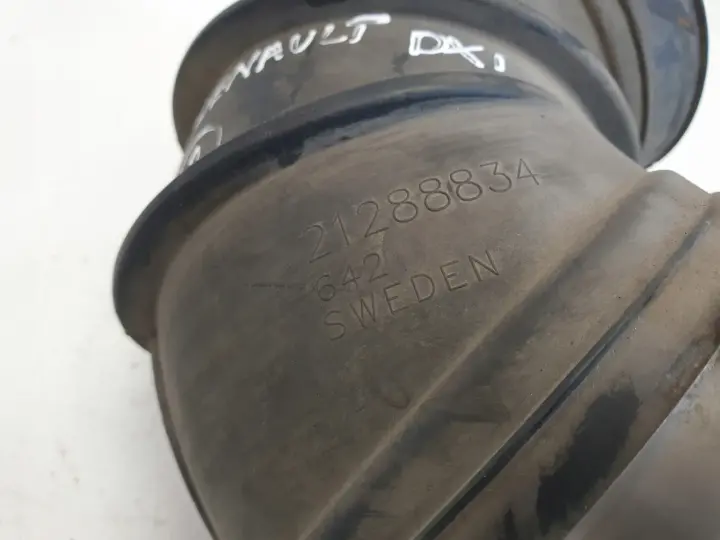 RENAULT DXi
21288834
642
SWEDEN